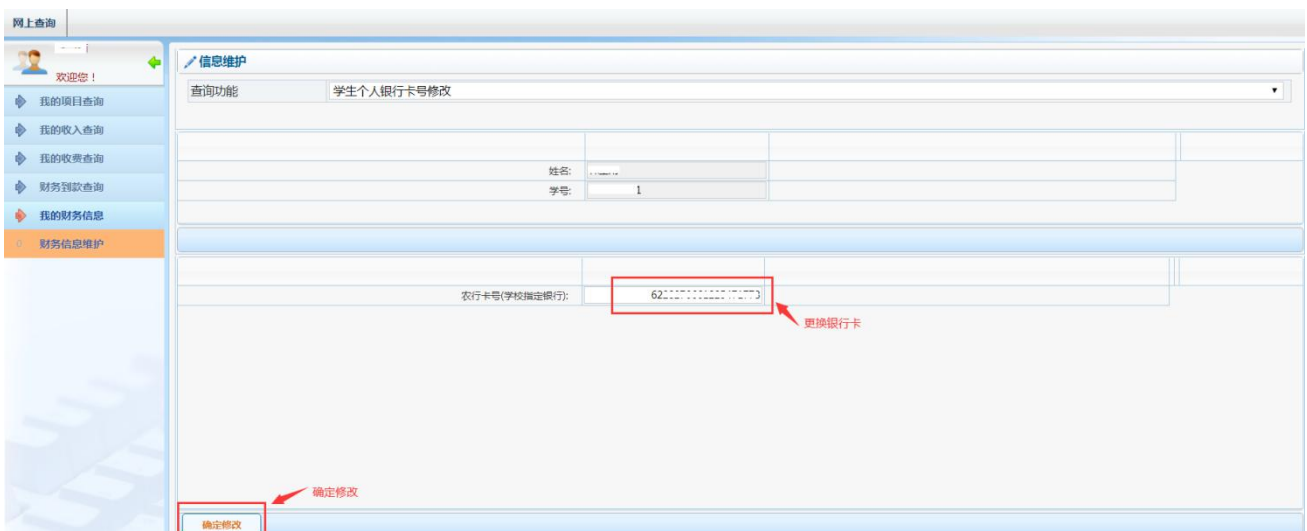 网上查询
欢迎您！
信息维护
查询功能 学生个人银行卡号修改
我的项目查询
我的收入查询
我的收费查询
财务到款查询
我的财务信息
财务信息维护
姓名:
学号: 1
农行卡号(学校指定银行):
更换银行卡
确定修改
确定修改